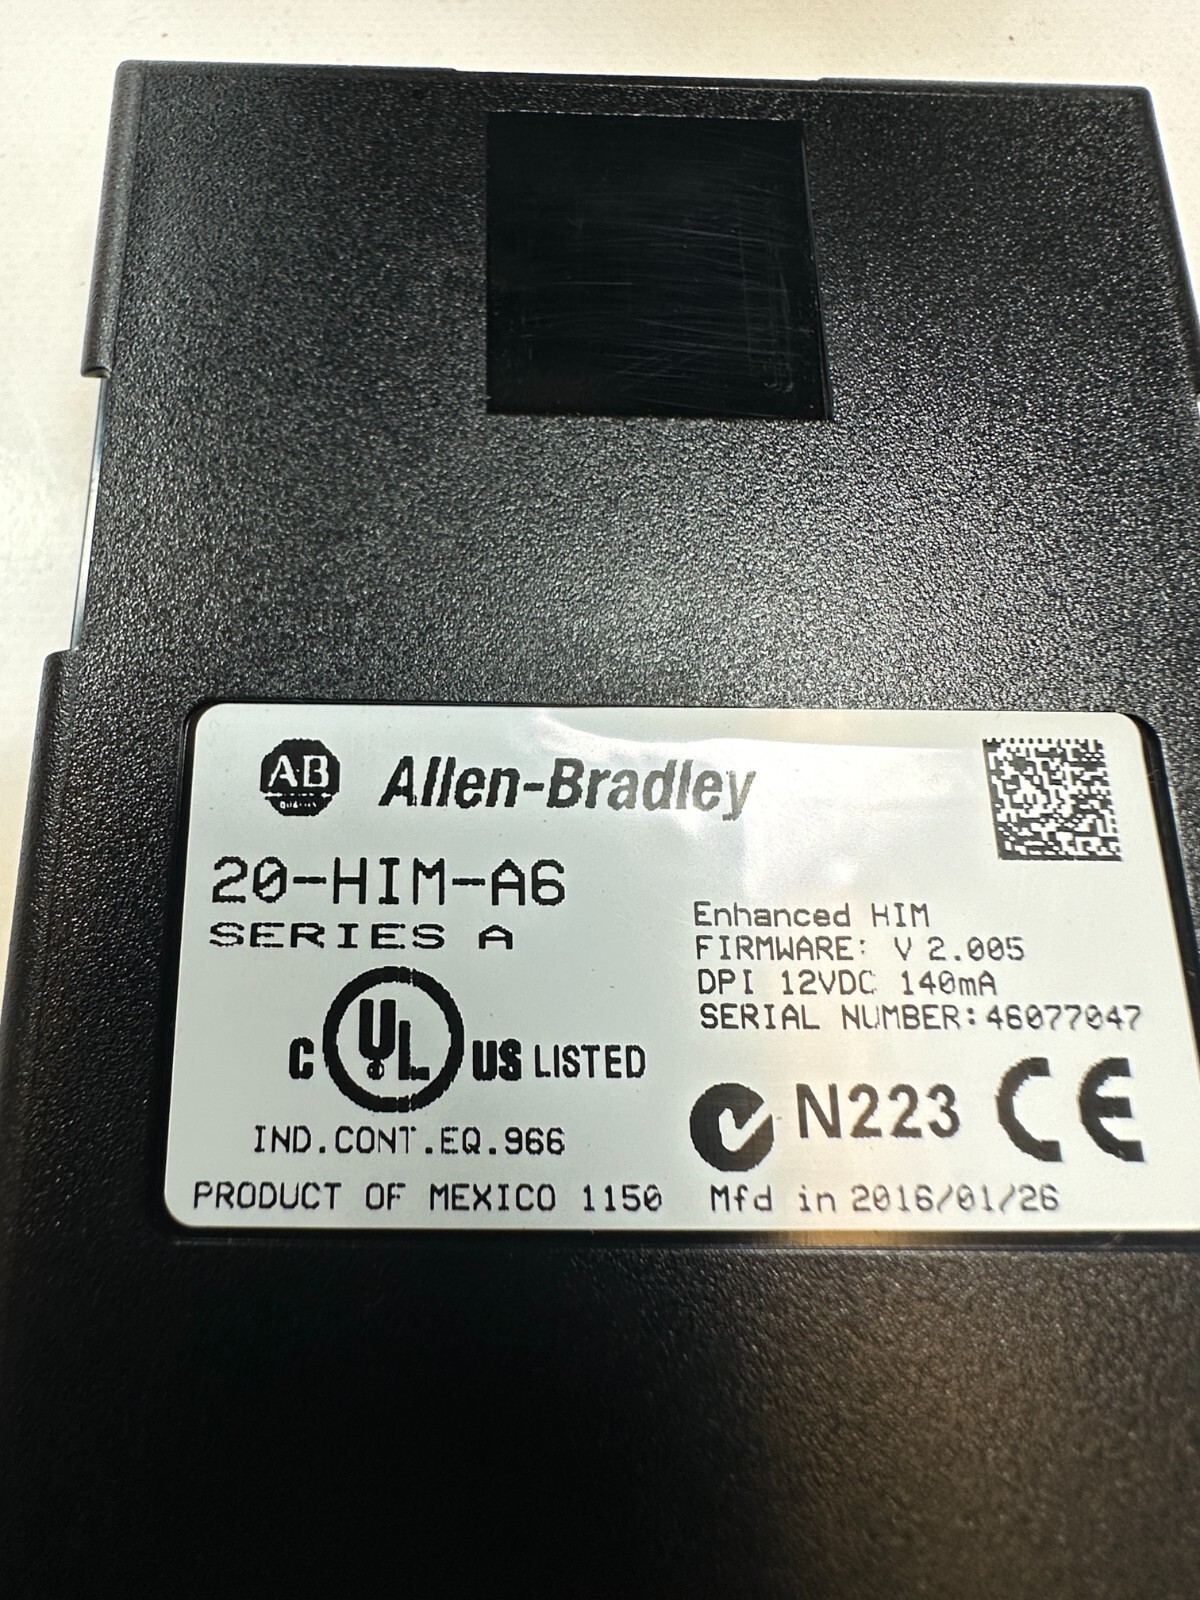 AB
QUALITY
Allen-Bradley
20-HIM-A6
SERIES A
Enhanced HIM
FIRMWARE: V 2.005
DPI 12VDC 140mA
SERIAL NUMBER:46077047
C UL US LISTED
IND.CONT.EQ.966
N223 CE
PRODUCT OF MEXICO 1150 Mfd in 2016/01/26